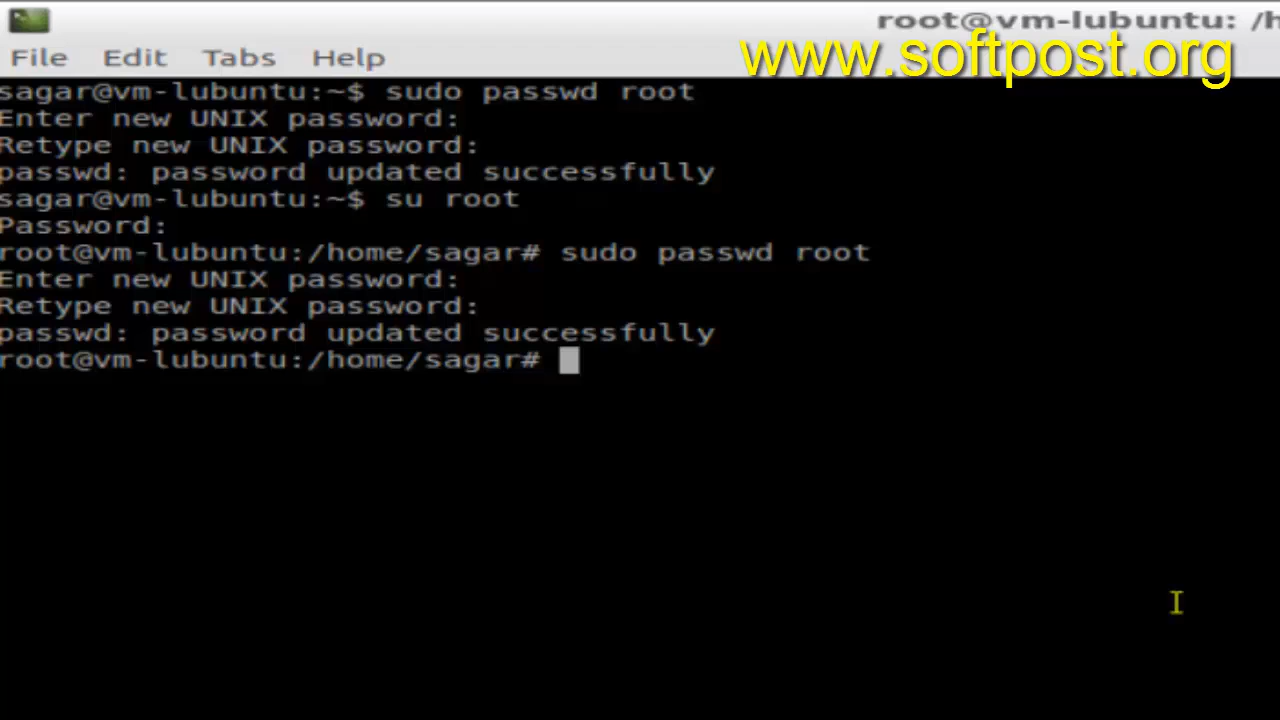 root@vm-lubuntu: /h
File Edit Tabs Help
www.softpost.org
sagar@vm-lubuntu:~$ sudo passwd root
Enter new UNIX password:
Retype new UNIX password:
passwd: password updated successfully
sagar@vm-lubuntu:~$ su root
Password:
root@vm-lubuntu:/home/sagar# sudo passwd root
Enter new UNIX password:
Retype new UNIX password:
passwd: password updated successfully
root@vm-lubuntu:/home/sagar#